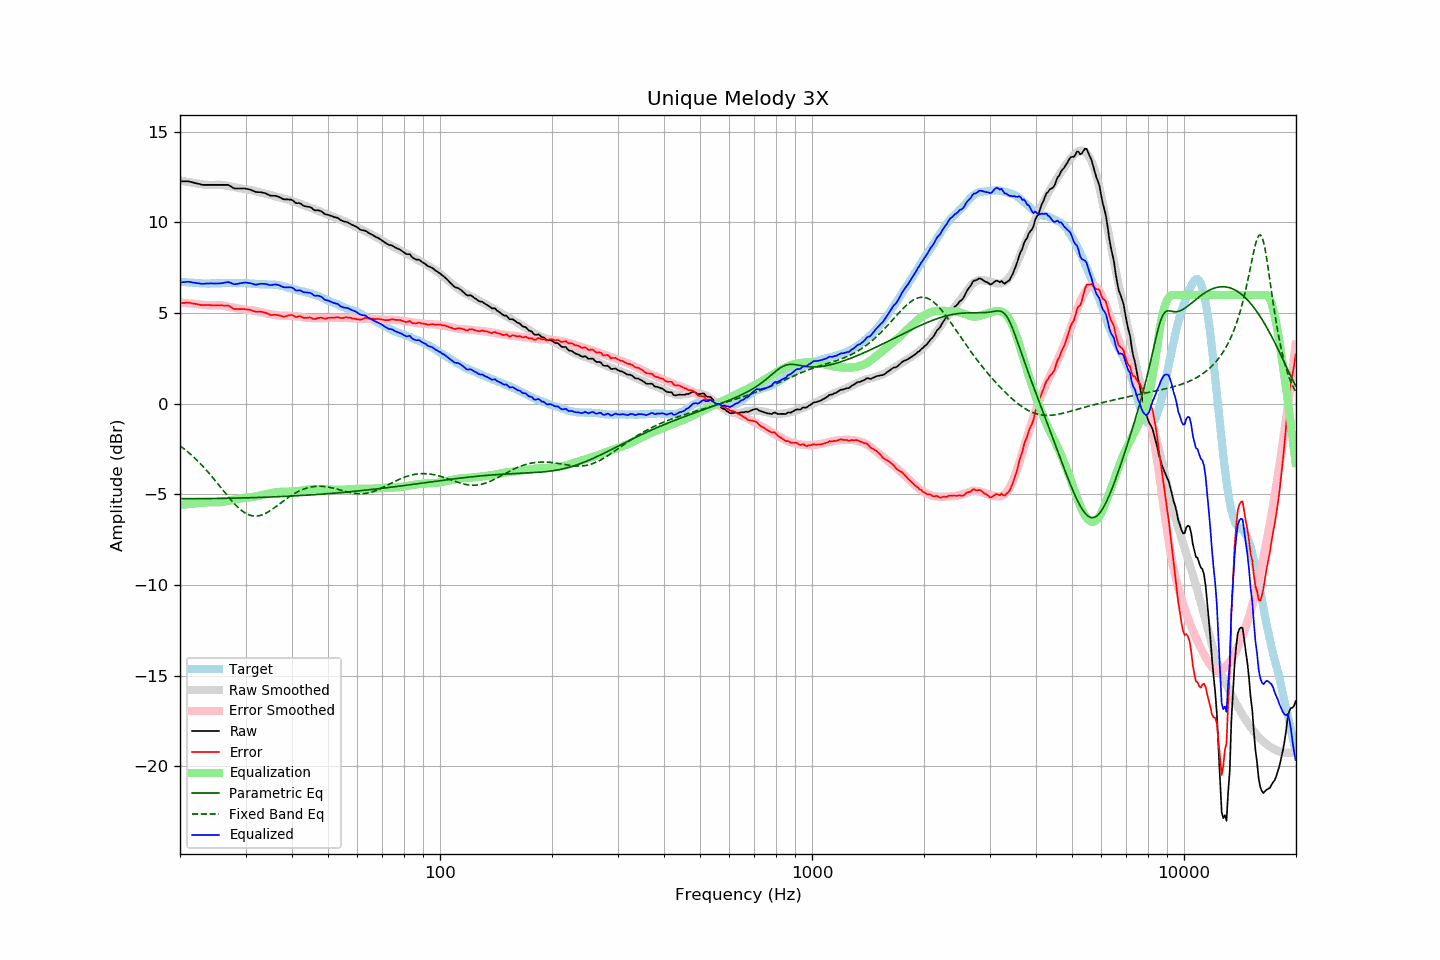 Unique Melody 3X
15
10
5
0
−5
−10
−15
−20
Amplitude (dBr)
Target
Raw Smoothed
Error Smoothed
Raw
Error
Equalization
Parametric Eq
Fixed Band Eq
Equalized
100
1000
10000
Frequency (Hz)